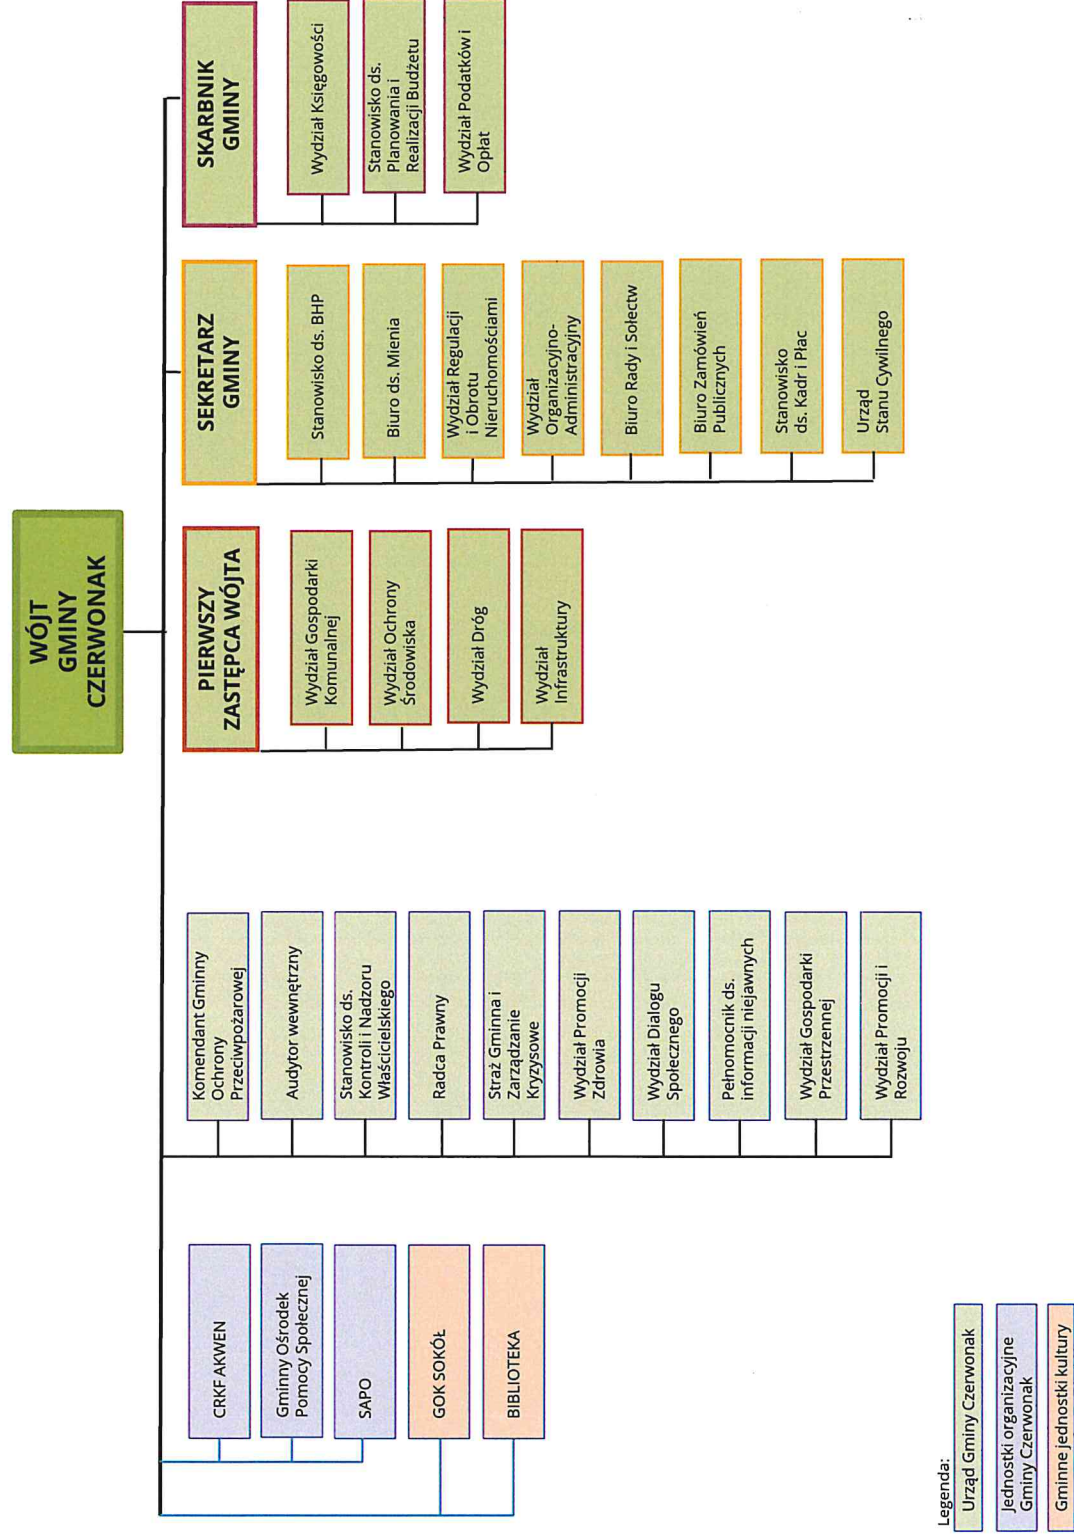 WÓJT
GMINY
CZERWONAK
CRKF AKWEN
Gminny Ośrodek
Pomocy Społecznej
SAPO
GOK SOKÓŁ
BIBLIOTEKA
Komendant Gminny
Ochrony
Przeciwpożarowej
Audytor wewnętrzny
Stanowisko ds.
Kontroli i Nadzoru
Właścicielskiego
Radca Prawny
Straż Gminna i
Zarządzanie
Kryzysowe
Wydział Promocji
Zdrowia
Wydział Dialogu
Społecznego
Pełnomocnik ds.
informacji niejawnych
Wydział Gospodarki
Przestrzennej
Wydział Promocji i
Rozwoju
PIERWSZY
ZASTĘPCA WÓJTA
Wydział Gospodarki
Komunalnej
Wydział Ochrony
Środowiska
Wydział Dróg
Wydział
Infrastruktury
SEKRETARZ
GMINY
Stanowisko ds. BHP
Biuro ds. Mienia
Wydział Regulacji
i Obrotu
Nieruchomościami
Wydział
Organizacyjno-
Administracyjny
Biuro Rady i Sołectw
Biuro Zamówień
Publicznych
Stanowisko
ds. Kadr i Płac
Urząd
Stanu Cywilnego
SKARBNIK
GMINY
Wydział Księgowości
Stanowisko ds.
Planowania i
Realizacji Budżetu
Wydział Podatków i
Opłat
Legenda:
Urząd Gminy Czerwonak
Jednostki organizacyjne
Gminy Czerwonak
Gminne jednostki kultury